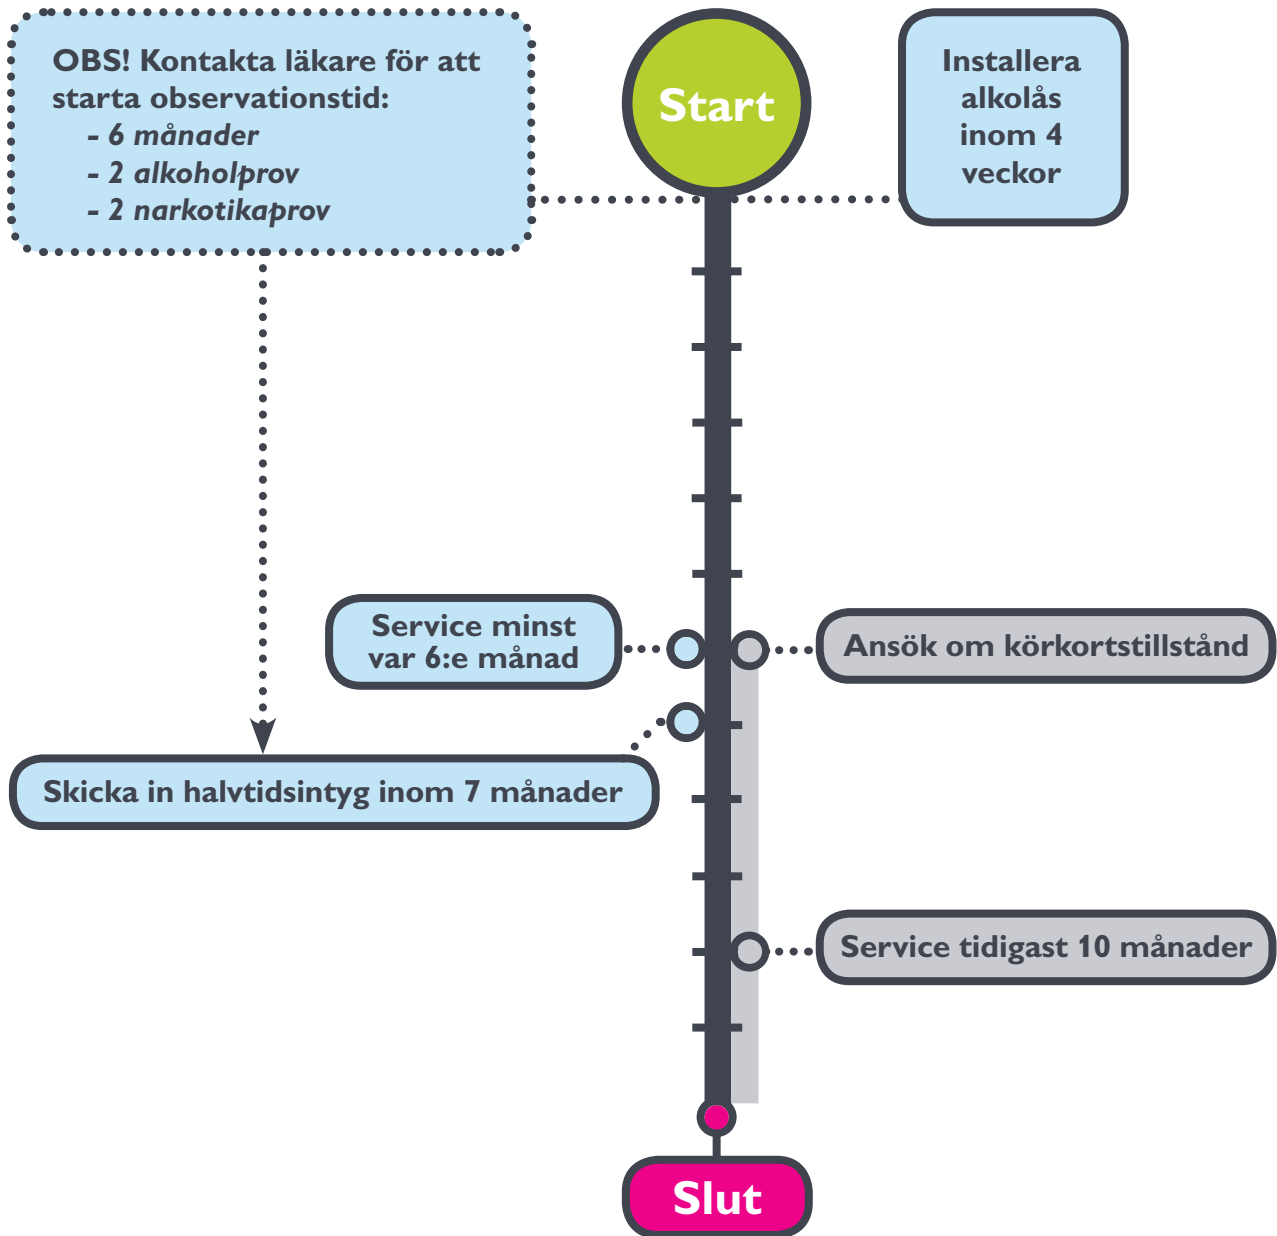 OBS! Kontakta läkare för att
starta observationstid:
- 6 månader
- 2 alkoholprov
- 2 narkotikaprov
Start
Installera
alkolås
inom 4
veckor
Service minst
var 6:e månad
Ansök om körkortstillstånd
Skicka in halvtidsintyg inom 7 månader
Service tidigast 10 månader
Slut